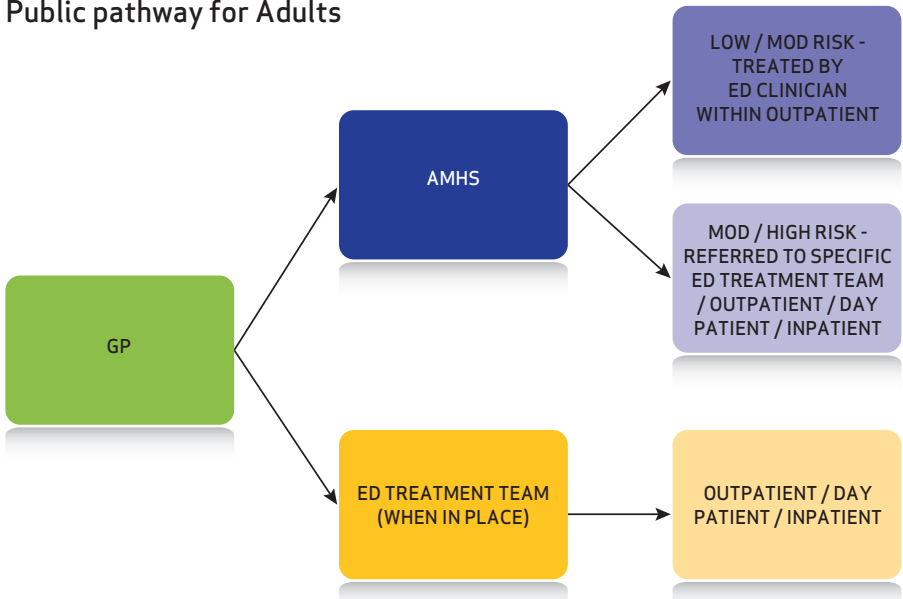 Public pathway for Adults
LOW / MOD RISK -
TREATED BY
ED CLINICIAN
WITHIN OUTPATIENT
AMHS
MOD / HIGH RISK -
REFERRED TO SPECIFIC
ED TREATMENT TEAM
/ OUTPATIENT / DAY
PATIENT / INPATIENT
GP
ED TREATMENT TEAM
(WHEN IN PLACE)
OUTPATIENT / DAY
PATIENT / INPATIENT